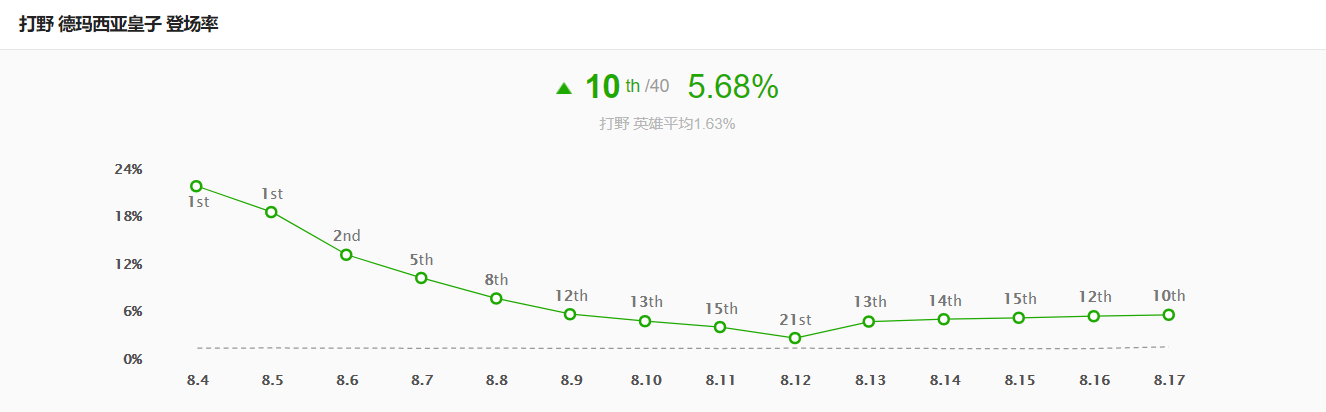 打野 德玛西亚皇子 登场率
10 th /40 5.68%
打野 英雄平均1.63%
24%
18%
12%
6%
0%
1st
1st
2nd
5th
8th
12th
13th
15th
21st
13th
14th
15th
12th
10th
8.4 8.5 8.6 8.7 8.8 8.9 8.10 8.11 8.12 8.13 8.14 8.15 8.16 8.17